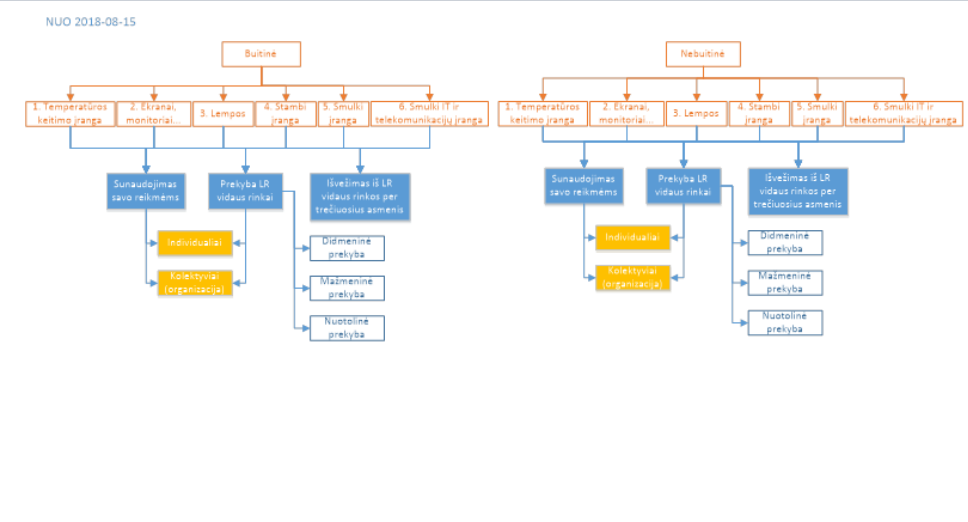 NUO 2018-08-15
Buitinė
1. Temperatūros
keitimo įranga
2. Ekranai,
monitoriai...
3. Lempos
4. Stambi
įranga
5. Smulki
įranga
6. Smulki IT ir
telekomunikacijų įranga
Sunaudojimas
savo reikmėms
Prekyba LR
vidaus rinkai
Išvežimas iš LR
vidaus rinkos per
trečiuosius asmenis
Individualiai
Kolektyviai
(organizacija)
Didmeninė
prekyba
Mažmeninė
prekyba
Nuotolinė
prekyba
Nebuitinė
1. Temperatūros
keitimo įranga
2. Ekranai,
monitoriai...
3. Lempos
4. Stambi
įranga
5. Smulki
įranga
6. Smulki IT ir
telekomunikacijų įranga
Sunaudojimas
savo reikmėms
Prekyba LR
vidaus rinkai
Išvežimas iš LR
vidaus rinkos per
trečiuosius asmenis
Individualiai
Kolektyviai
(organizacija)
Didmeninė
prekyba
Mažmeninė
prekyba
Nuotolinė
prekyba